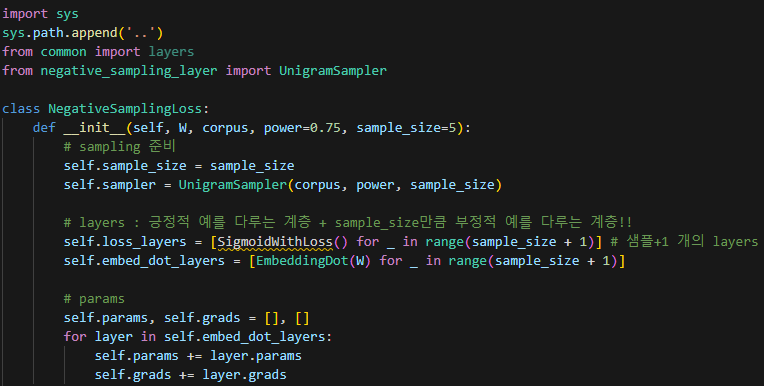 import sys
sys.path.append('..')
from common import layers
from negative_sampling_layer import UnigramSampler
class NegativeSamplingLoss:
def __init__(self, W, corpus, power=0.75, sample_size=5):
# sampling 준비
self.sample_size = sample_size
self.sampler = UnigramSampler(corpus, power, sample_size)
# layers : 긍정적 예를 다루는 계층 + sample_size만큼 부정적 예를 다루는 계층!!
self.loss_layers = [SigmoidWithLoss() for _ in range(sample_size + 1)] # 샘플+1 개의 layers
self.embed_dot_layers = [EmbeddingDot(W) for _ in range(sample_size + 1)]
# params
self.params, self.grads = [], []
for layer in self.embed_dot_layers:
self.params += layer.params
self.grads += layer.grads